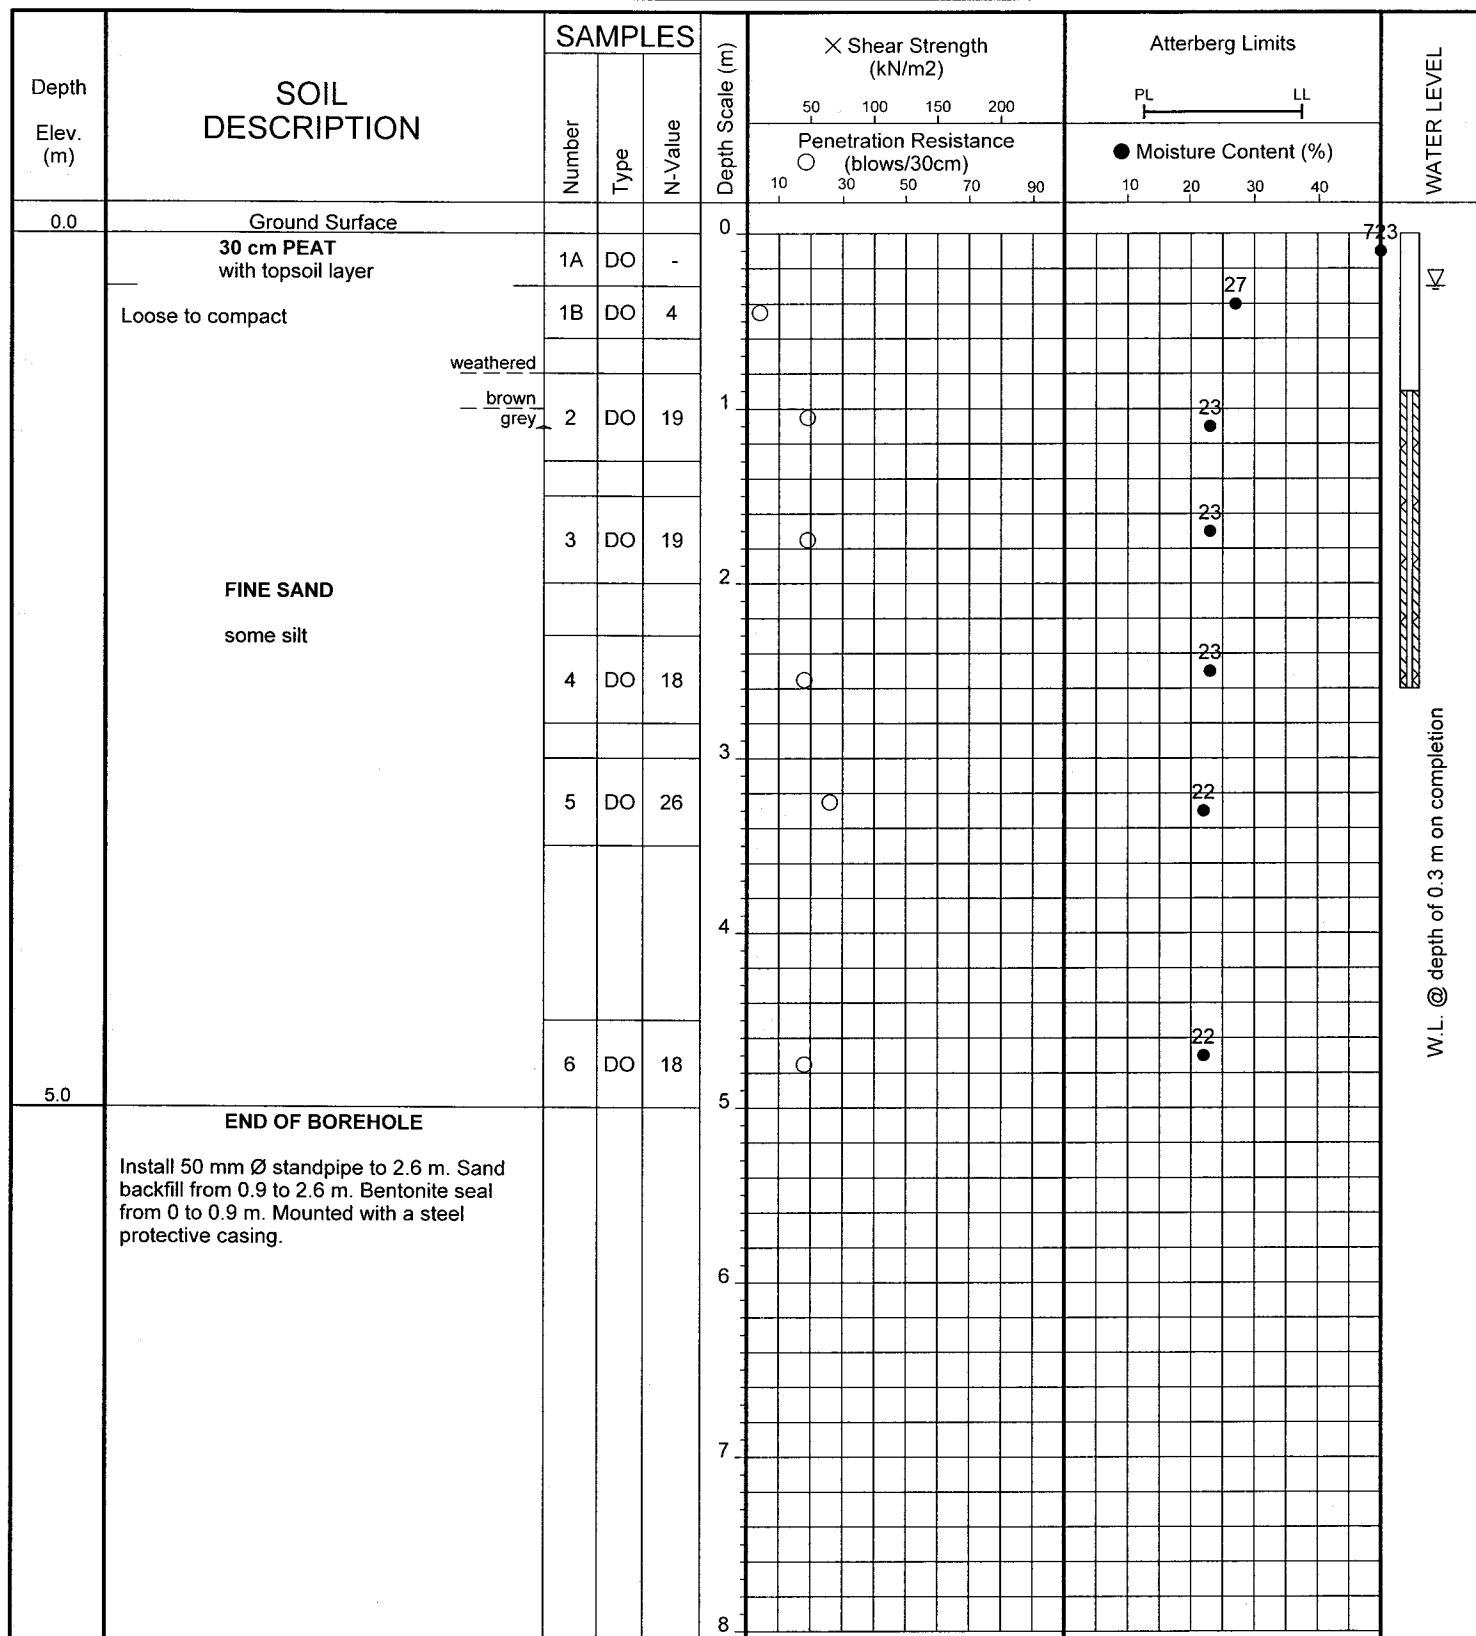 SAMPLES
Depth
Elev.
(m)
SOIL
DESCRIPTION
Number
Type
N-Value
Depth Scale (m)
× Shear Strength
(kN/m2)
50 100 150 200
Penetration Resistance
(blows/30cm)
10 30 50 70 90
Atterberg Limits
PL LL
Moisture Content (%)
10 20 30 40
WATER LEVEL
0.0 Ground Surface 0
30 cm PEAT
with topsoil layer
1A DO -
723
27
Loose to compact
1B DO 4
weathered
brown
grey
1
2 DO 19
23
3 DO 19
23
2
FINE SAND
some silt
4 DO 18
23
3
5 DO 26
22
4
6 DO 18
22
5.0
5
W.L. @ depth of 0.3 m on completion
END OF BOREHOLE
Install 50 mm Ø standpipe to 2.6 m. Sand
backfill from 0.9 to 2.6 m. Bentonite seal
from 0 to 0.9 m. Mounted with a steel
protective casing.
6
7
8